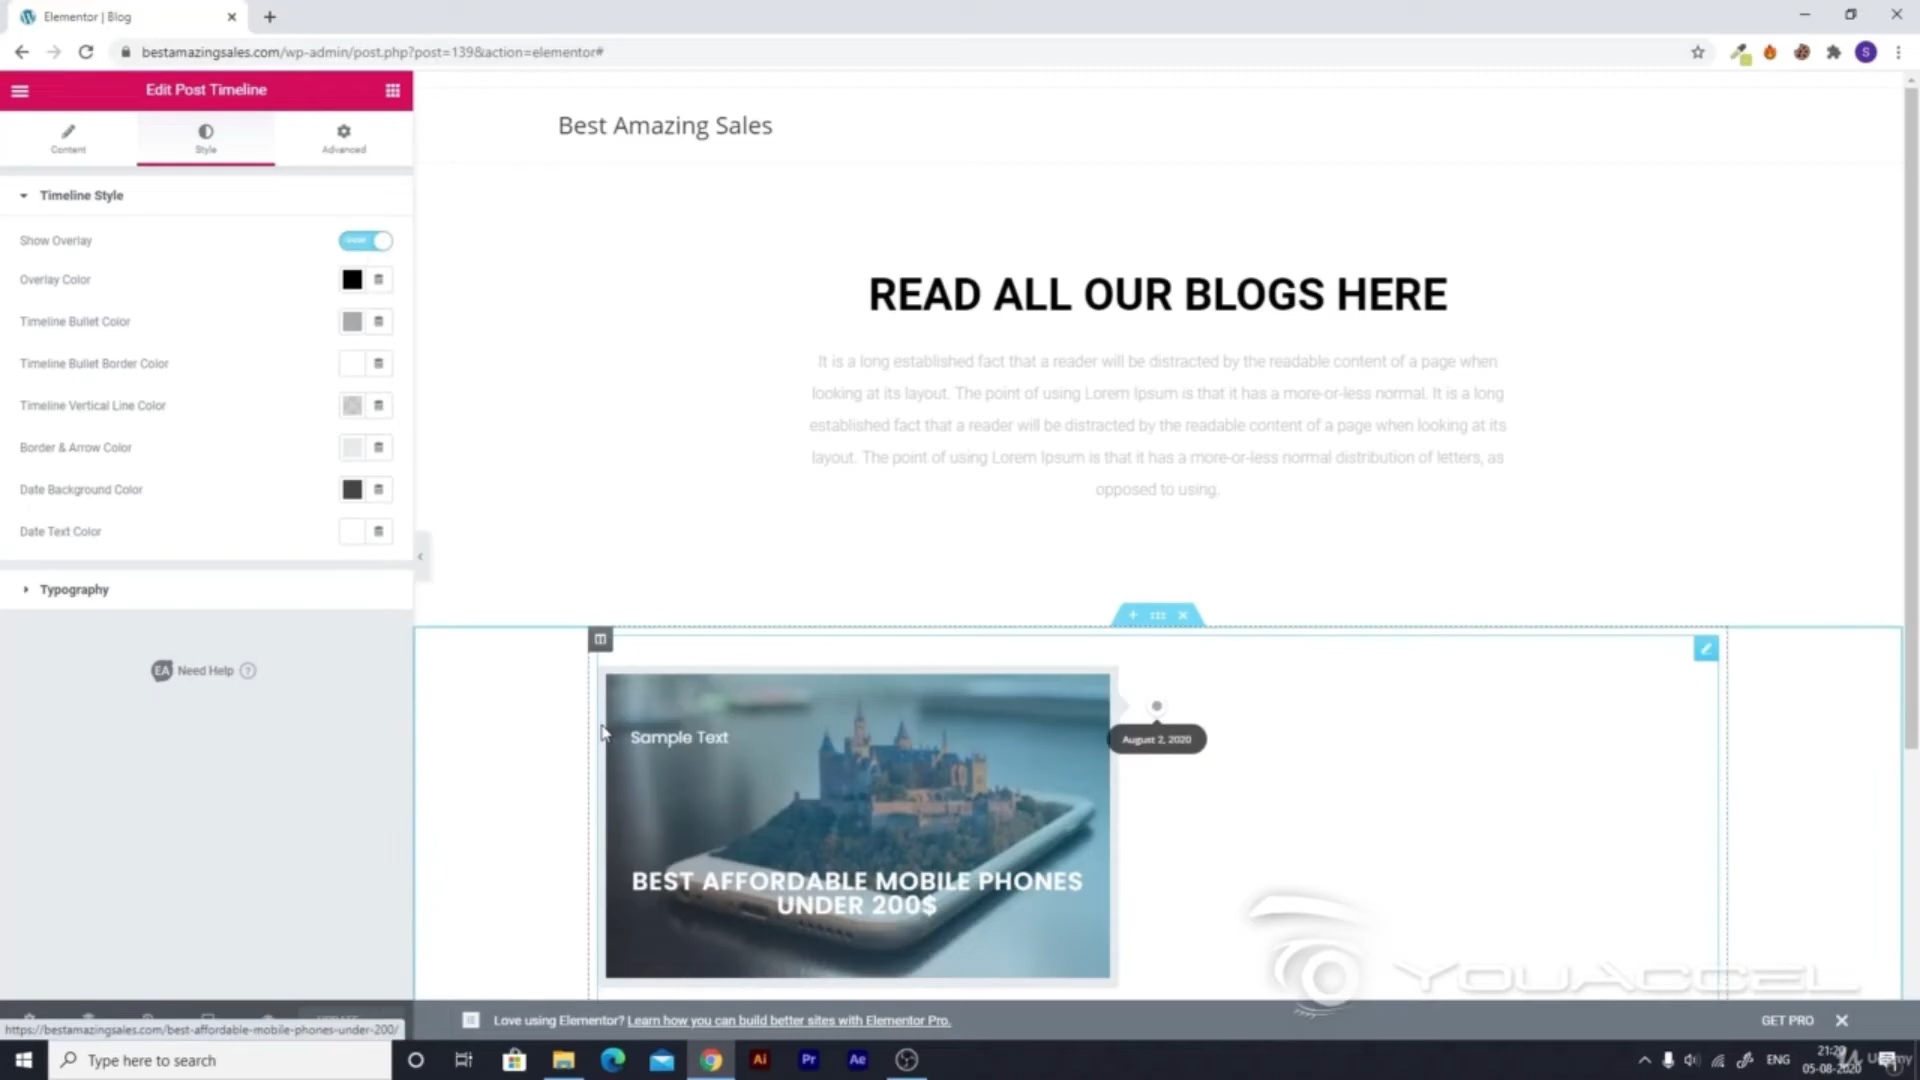 Elementor | Blog
bestamazingsales.com/wp-admin/post.php?post=139&action=elementor#
S
Edit Post Timeline
Content
Style
Advanced
Timeline Style
Show Overlay
SHOW
Overlay Color
Timeline Bullet Color
Timeline Bullet Border Color
Timeline Vertical Line Color
Border & Arrow Color
Date Background Color
Date Text Color
Typography
EA Need Help ?
Best Amazing Sales
READ ALL OUR BLOGS HERE
It is a long established fact that a reader will be distracted by the readable content of a page when
looking at its layout. The point of using Lorem Ipsum is that it has a more-or-less normal. It is a long
established fact that a reader will be distracted by the readable content of a page when looking at its
layout. The point of using Lorem Ipsum is that it has a more-or-less normal distribution of letters, as
opposed to using.
Sample Text
August 2, 2020
BEST AFFORDABLE MOBILE PHONES
UNDER 200$
YOUACCEL
https://bestamazingsales.com/best-affordable-mobile-phones-under-200/
Love using Elementor? Learn how you can build better sites with Elementor Pro.
GET PRO
Type here to search
Ai
Pr
Ae
ENG
05-08-2020